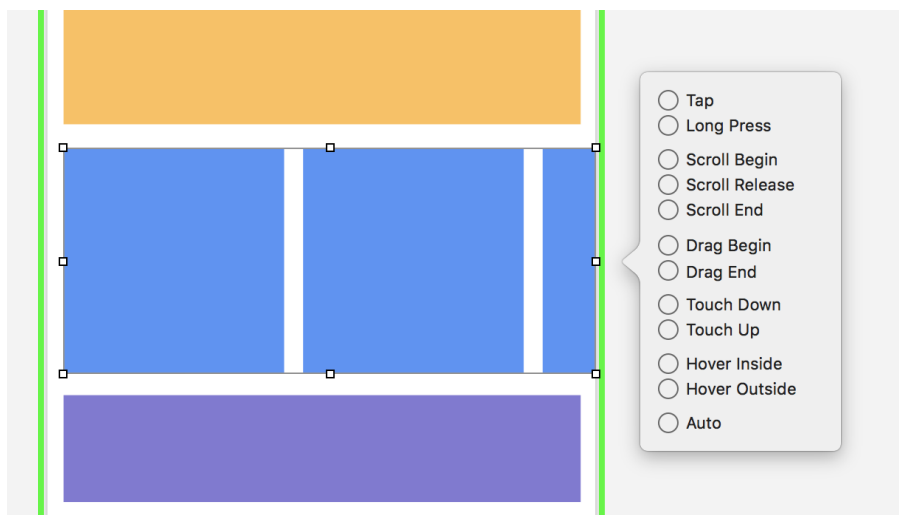 Tap
Long Press
Scroll Begin
Scroll Release
Scroll End
Drag Begin
Drag End
Touch Down
Touch Up
Hover Inside
Hover Outside
Auto